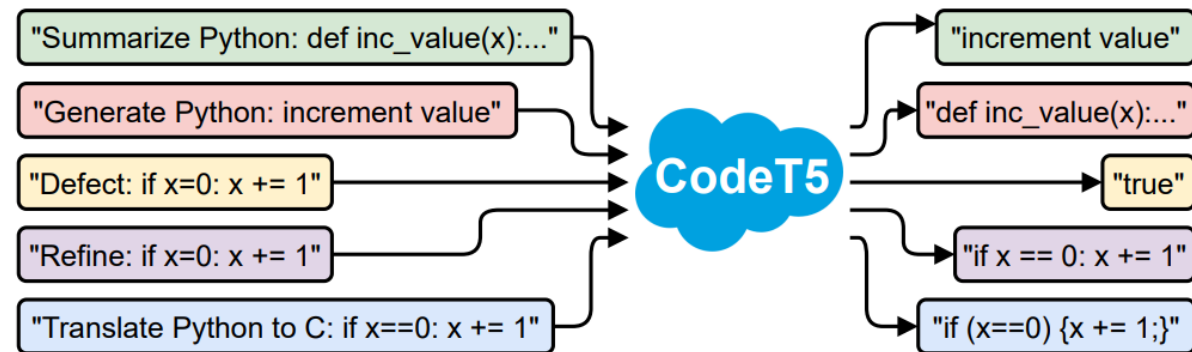 "Summarize Python: def inc_value(x):..."
"Generate Python: increment value"
"Defect: if x=0: x += 1"
"Refine: if x=0: x += 1"
"Translate Python to C: if x==0: x += 1"
CodeT5
"increment value"
"def inc_value(x):..."
"true"
"if x == 0: x += 1"
"if (x==0) {x += 1;}"